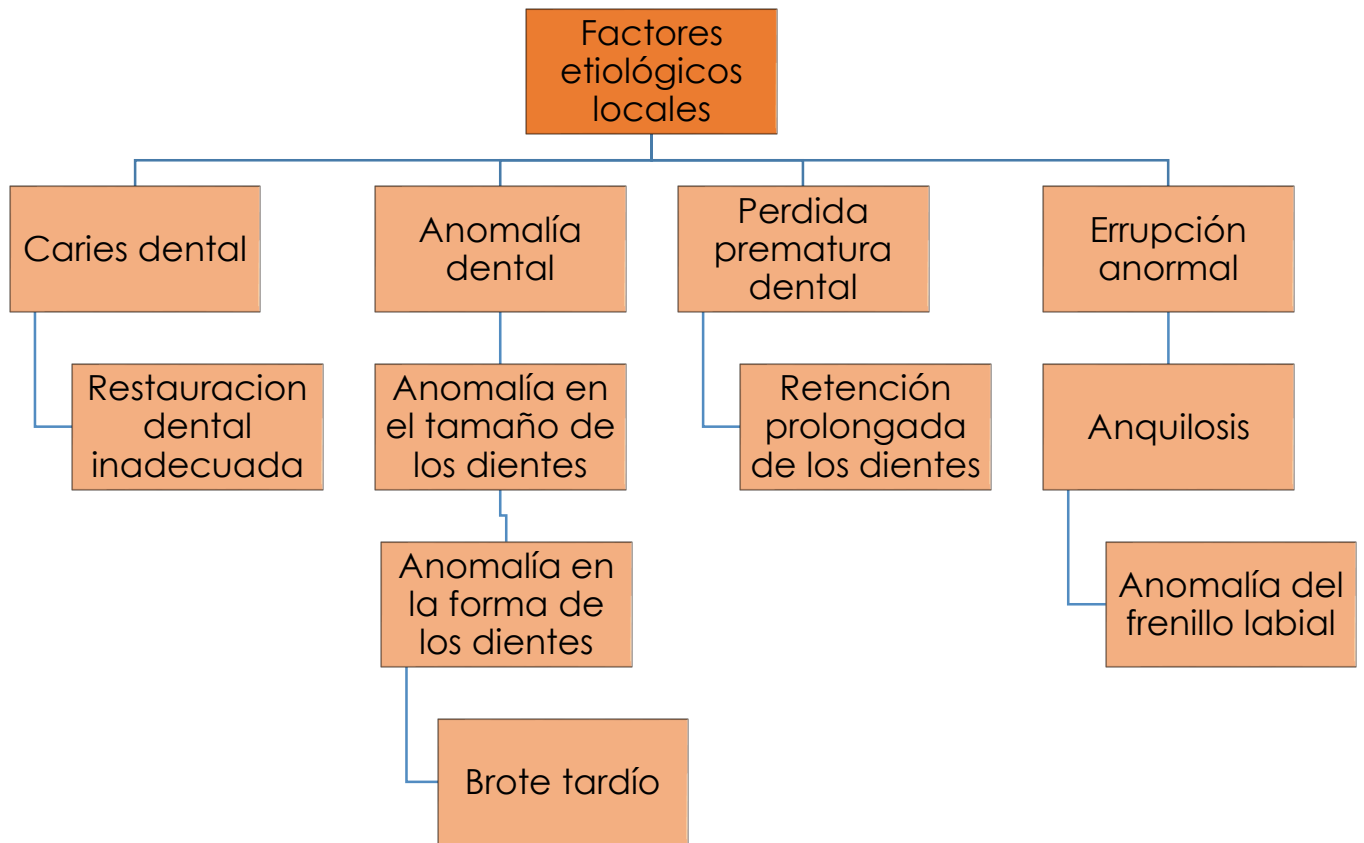 Factores
etiológicos
locales
Caries dental
Anomalía
dental
Perdida
prematura
dental
Errupción
anormal
Restauracion
dental
inadecuada
Anomalía en
el tamaño de
los dientes
Retención
prolongada
de los dientes
Anquilosis
Anomalía en
la forma de
los dientes
Anomalía del
frenillo labial
Brote tardío